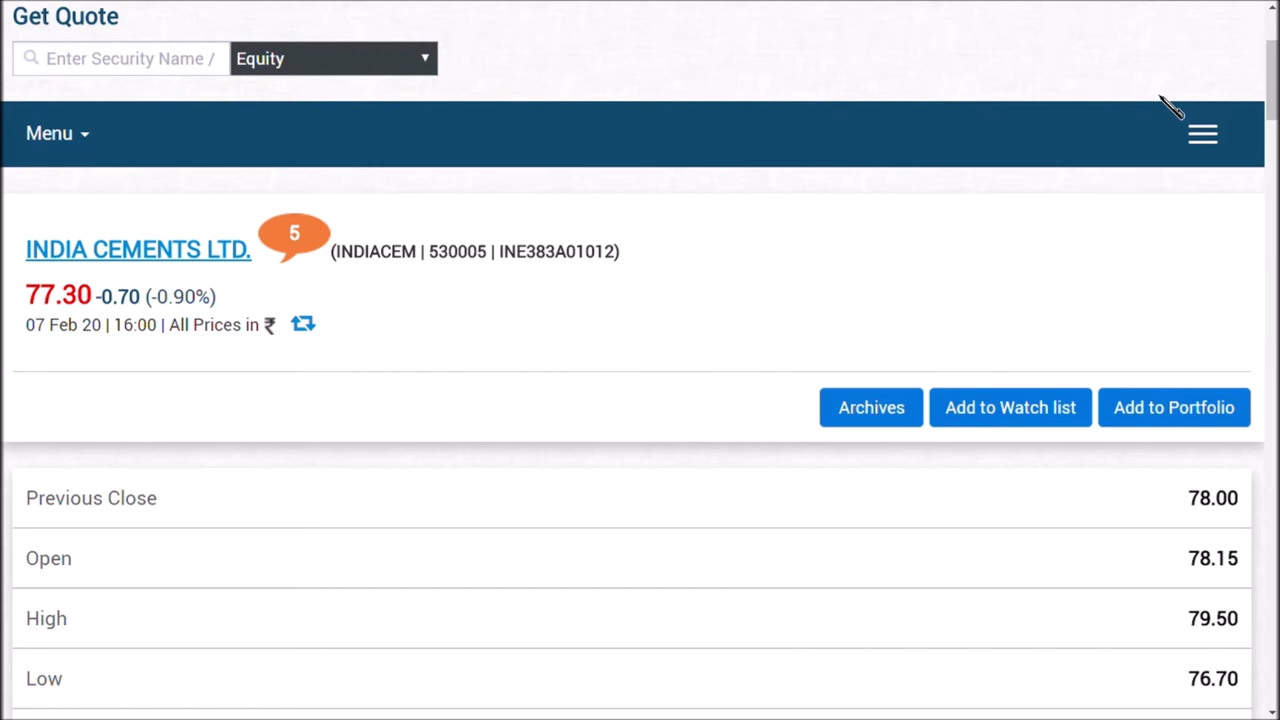 Get Quote
Enter Security Name / Equity
Menu
INDIA CEMENTS LTD. 5 (INDIACEM | 530005 | INE383A01012)
77.30 -0.70 (-0.90%)
07 Feb 20 | 16:00 | All Prices in ₹
Archives Add to Watch list Add to Portfolio
Previous Close 78.00
Open 78.15
High 79.50
Low 76.70